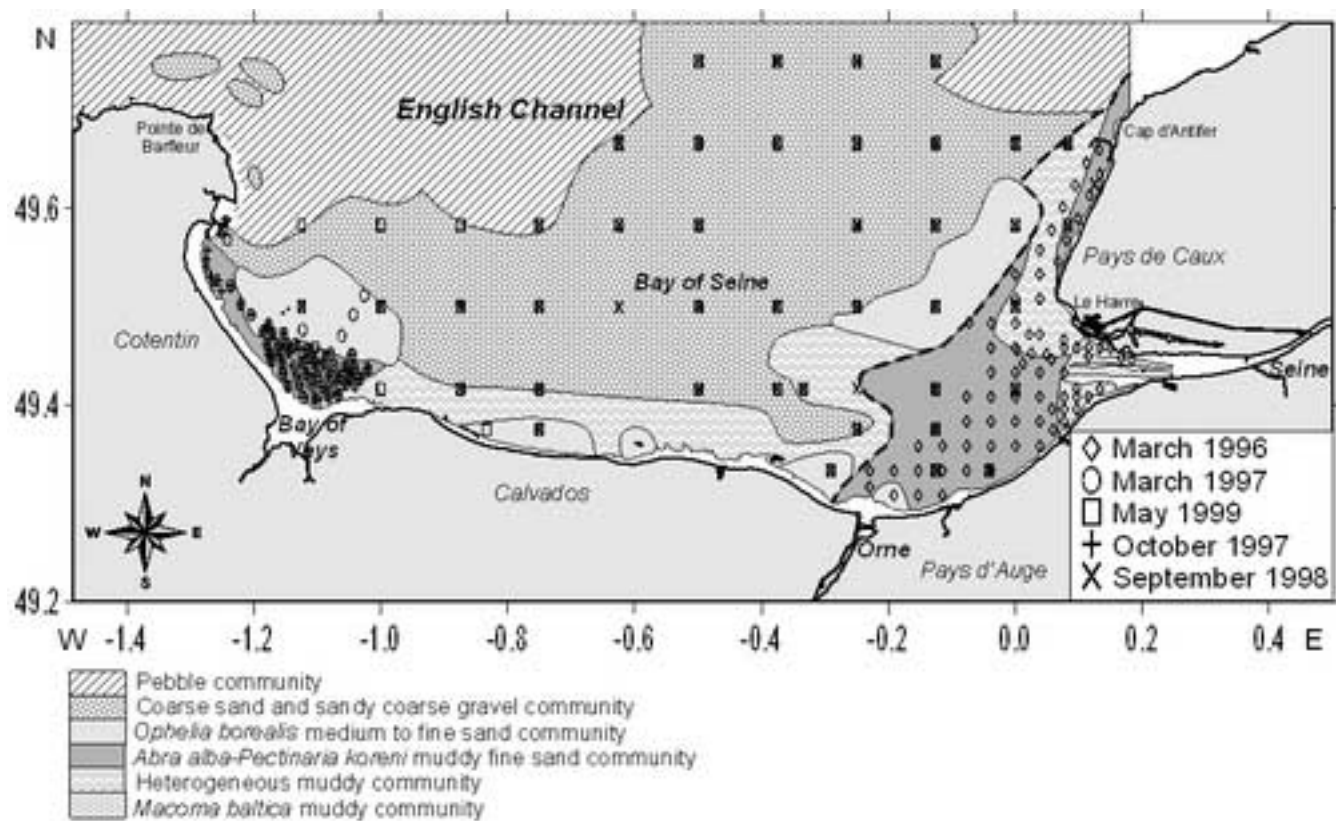 N
English Channel
Pointe de
Barfleur
Cap d'Antifer
49.6
Bay of Seine
Pays de Caux
Le Havre
Cotentin
Seine
49.4
Bay of
Veys
Calvados
Orne
Pays d'Auge
N
W E
S
March 1996
March 1997
May 1999
October 1997
September 1998
49.2
W -1.4 -1.2 -1.0 -0.8 -0.6 -0.4 -0.2 0.0 0.2 0.4 E
Pebble community
Coarse sand and sandy coarse gravel community
Ophelia borealis medium to fine sand community
Abra alba-Pectinaria koreni muddy fine sand community
Heterogeneous muddy community
Macoma baltica muddy community